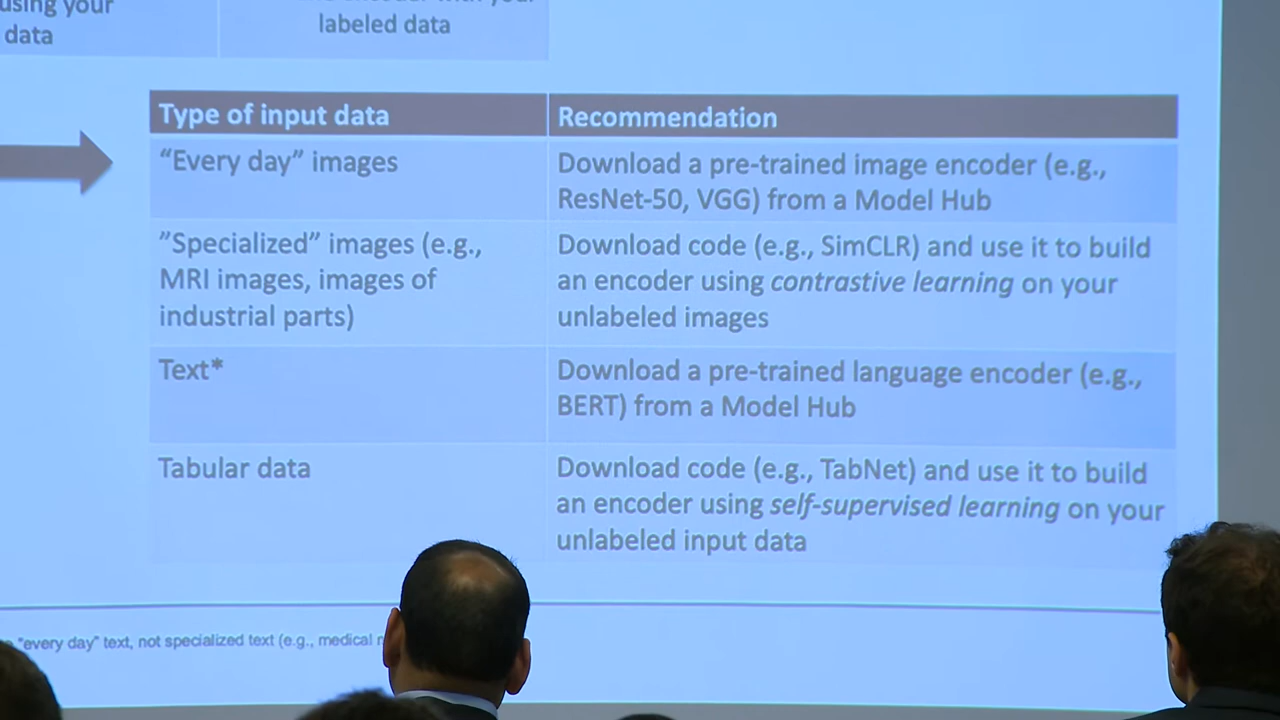 using your
data
encoder with your
labeled data
Type of input data
Recommendation
“Every day” images
Download a pre-trained image encoder (e.g.,
ResNet-50, VGG) from a Model Hub
”Specialized” images (e.g.,
MRI images, images of
industrial parts)
Download code (e.g., SimCLR) and use it to build
an encoder using contrastive learning on your
unlabeled images
Text*
Download a pre-trained language encoder (e.g.,
BERT) from a Model Hub
Tabular data
Download code (e.g., TabNet) and use it to build
an encoder using self-supervised learning on your
unlabeled input data
"every day" text, not specialized text (e.g., medical